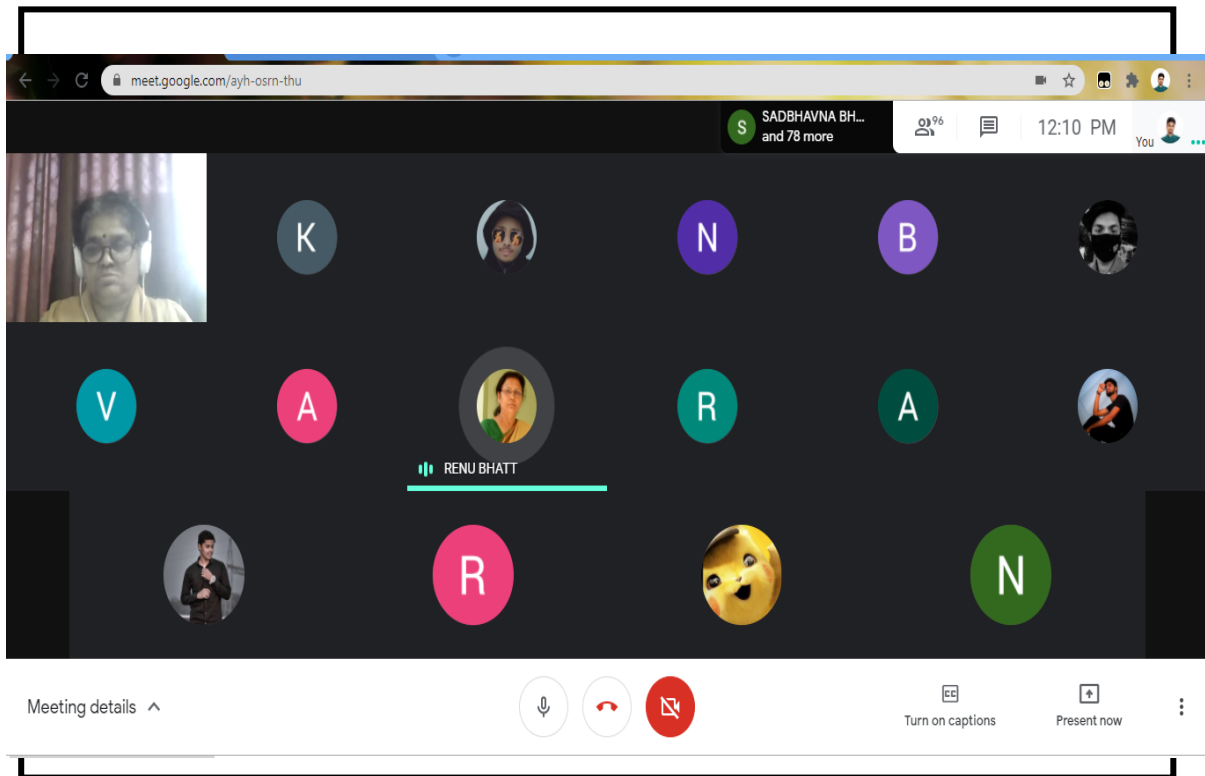 meet.google.com/ayh-osrn-thu
S
SADBHAVNA BH...
and 78 more
96
12:10 PM
You
K
N
B
V
A
R
A
RENU BHATT
R
N
Meeting details
CC
Turn on captions
Present now